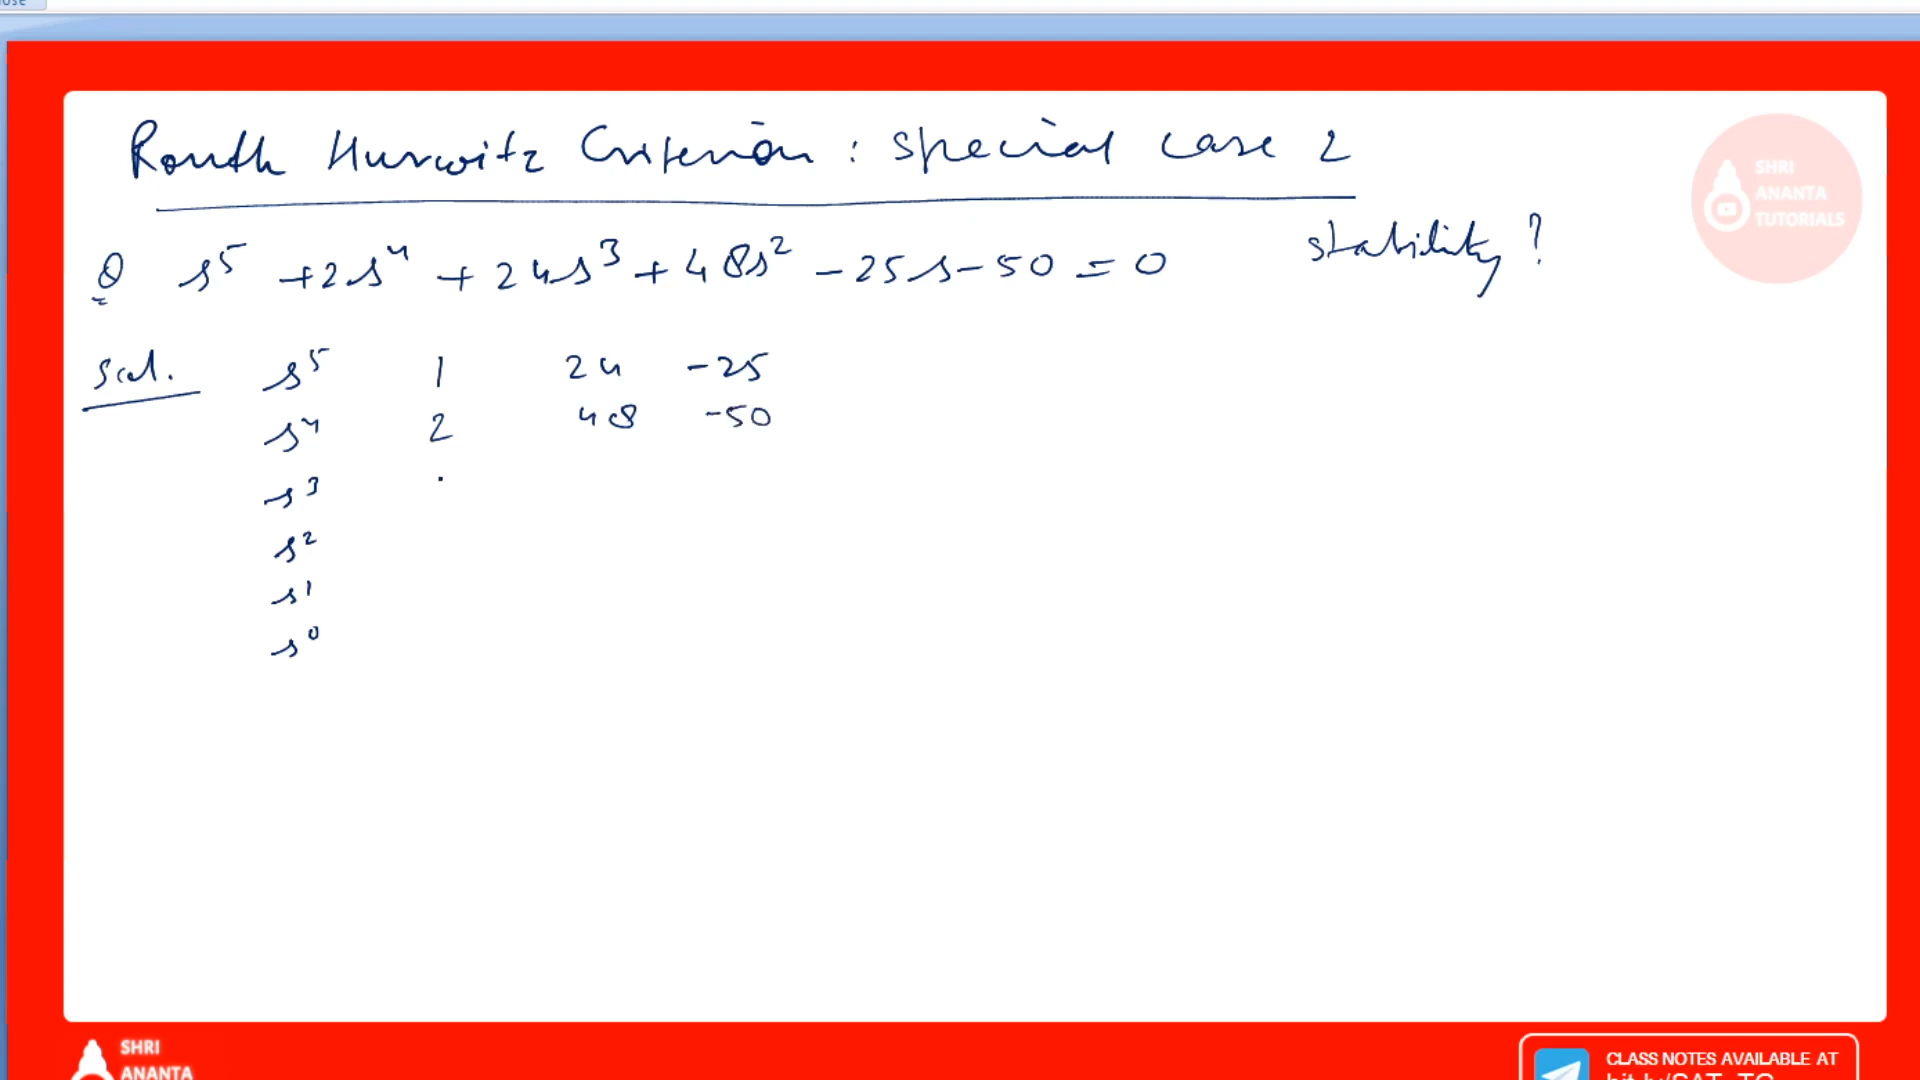 Routh Hurwitz Criterion : special case 2
SHRI
ANANTA
TUTORIALS
Q s⁵ + 2s⁴ + 24s³ + 48s² - 25s - 50 = 0 stability?
Sol. s⁵ 1 24 -25
s⁴ 2 48 -50
s³
s²
s¹
s⁰
SHRI
ANANTA
CLASS NOTES AVAILABLE AT